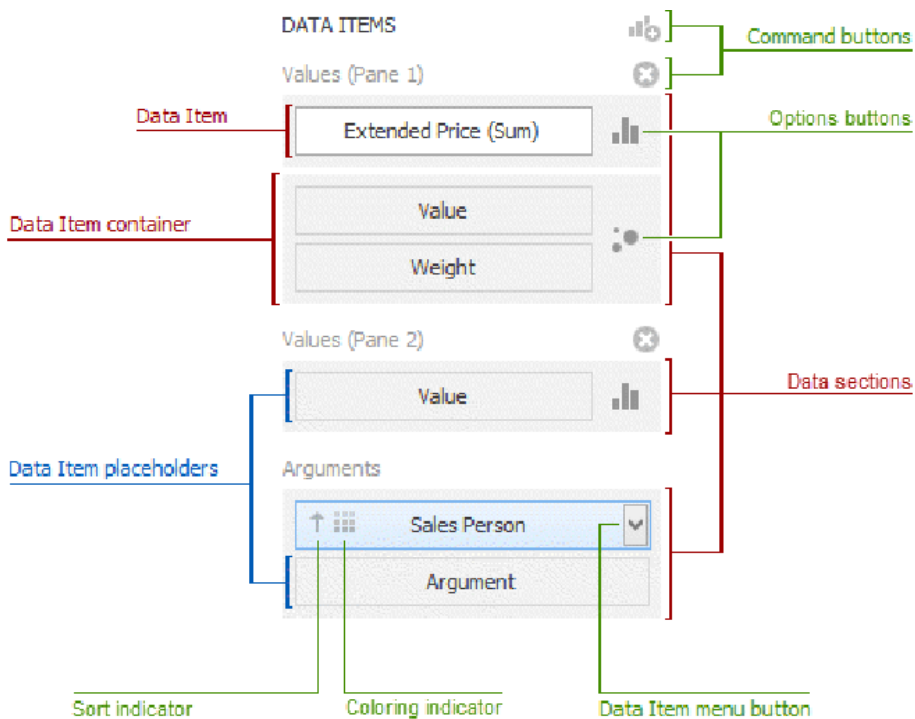 DATA ITEMS
Command buttons
Values (Pane 1)
Data Item
Extended Price (Sum)
Options buttons
Value
Data Item container
Weight
Values (Pane 2)
Value
Data sections
Data Item placeholders
Arguments
Sales Person
Argument
Sort indicator
Coloring indicator
Data Item menu button